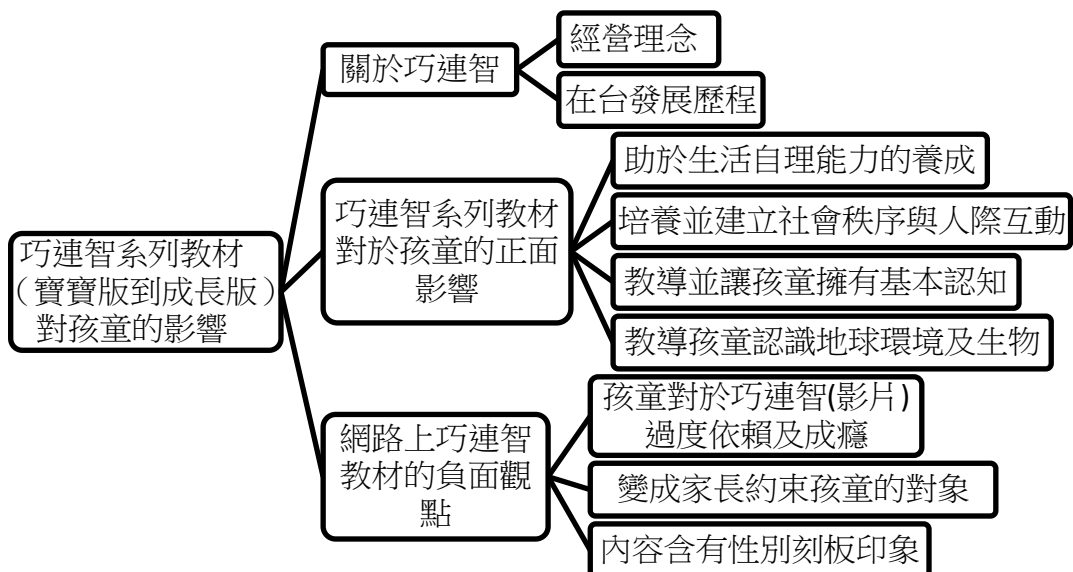 巧連智系列教材
（寶寶版到成長版）
對孩童的影響
關於巧連智
經營理念
在台發展歷程
巧連智系列教材
對於孩童的正面
影響
助於生活自理能力的養成
培養並建立社會秩序與人際互動
教導並讓孩童擁有基本認知
教導孩童認識地球環境及生物
網路上巧連智
教材的負面觀
點
孩童對於巧連智(影片)
過度依賴及成癮
變成家長約束孩童的對象
內容含有性別刻板印象